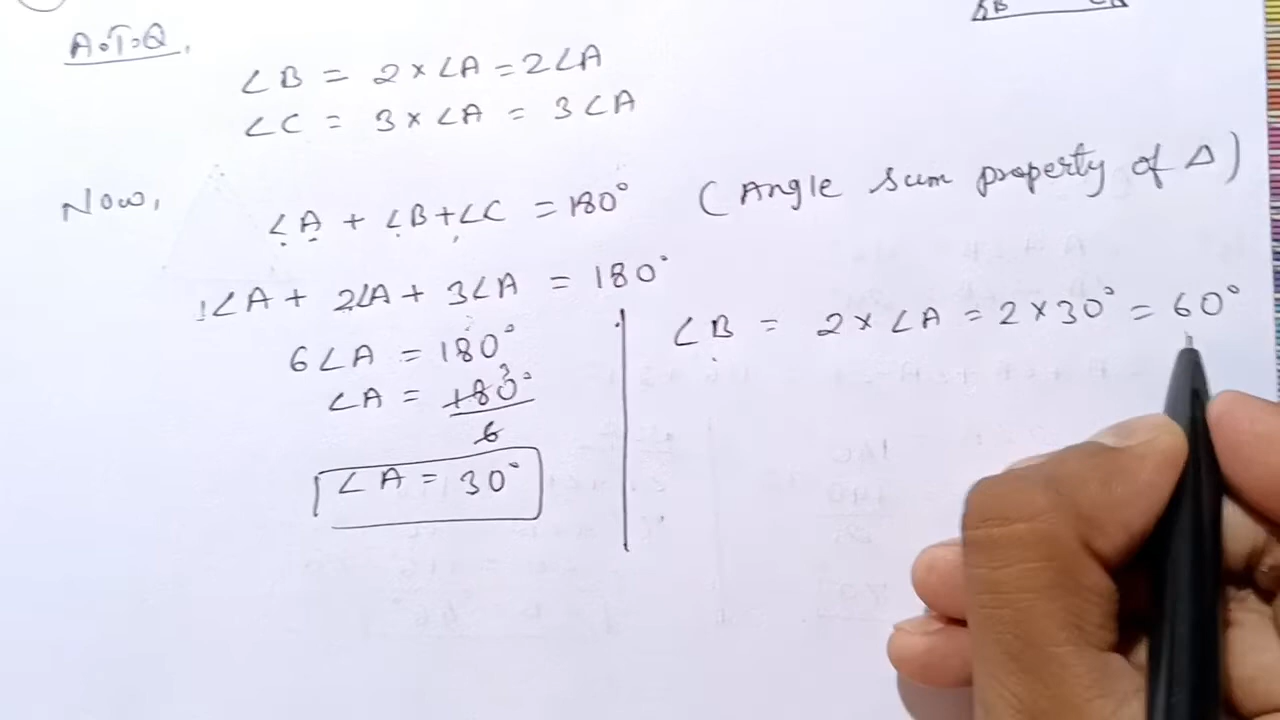 A.T.Q.
∠B = 2 × ∠A = 2∠A
∠C = 3 × ∠A = 3∠A
Now,
∠A + ∠B + ∠C = 180° (Angle sum property of Δ)
1∠A + 2∠A + 3∠A = 180°
6∠A = 180°
∠A = 180°/6 3
∠A = 30°
∠B = 2 × ∠A = 2 × 30° = 60°